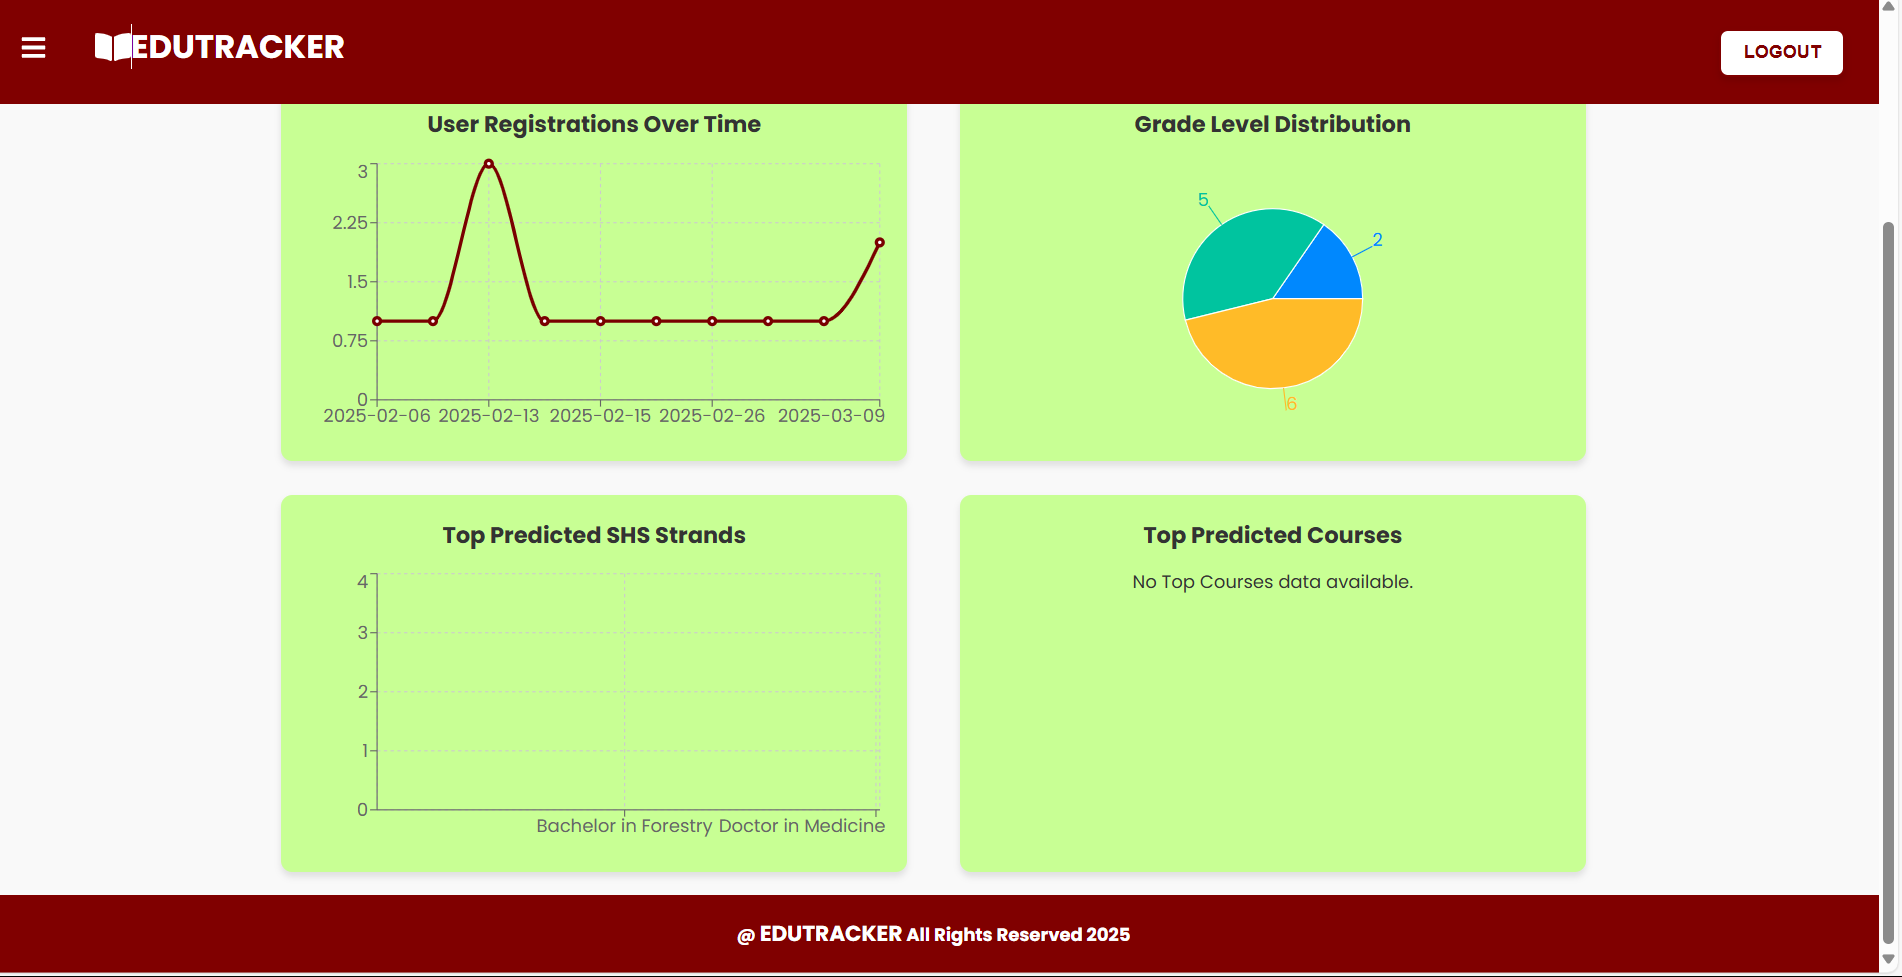 EDUTRACKER
LOGOUT
User Registrations Over Time
3
2.25
1.5
0.75
0
2025-02-06 2025-02-13 2025-02-15 2025-02-26 2025-03-09
Grade Level Distribution
5
2
6
Top Predicted SHS Strands
4
3
2
1
0
Bachelor in Forestry Doctor in Medicine
Top Predicted Courses
No Top Courses data available.
@ EDUTRACKER All Rights Reserved 2025